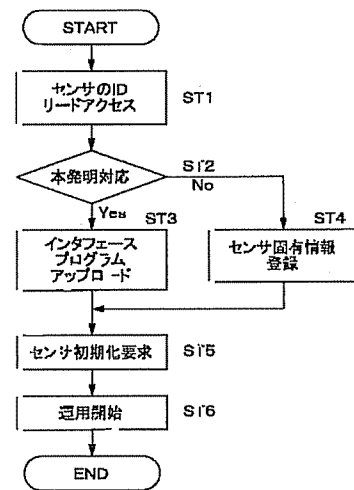 START
センサのID
リードアクセス
ST1
本発明対応
ST2
No
Yes
ST3
ST4
インタフェース
プログラム
アップロード
センサ固有情報
登録
センサ初期化要求
ST5
運用開始
ST6
END